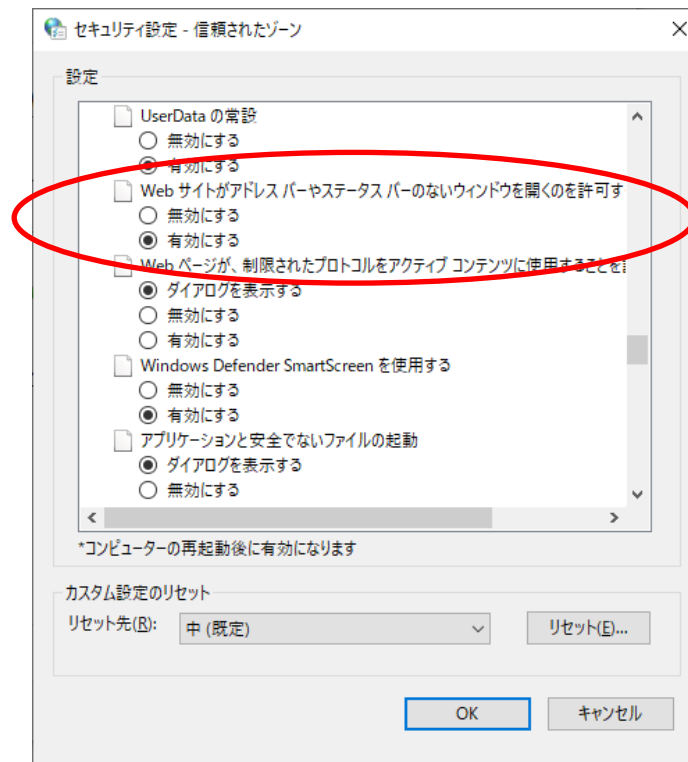 セキュリティ設定 - 信頼されたゾーン
設定
UserData の常設
無効にする
有効にする
Web サイトがアドレス バーやステータス バーのないウィンドウを開くのを許可す
無効にする
有効にする
Web ページが、制限されたプロトコルをアクティブ コンテンツに使用することを
ダイアログを表示する
無効にする
有効にする
Windows Defender SmartScreen を使用する
無効にする
有効にする
アプリケーションと安全でないファイルの起動
ダイアログを表示する
無効にする
*コンピューターの再起動後に有効になります
カスタム設定のリセット
リセット先(R): 中 (既定) リセット(E)...
OK キャンセル